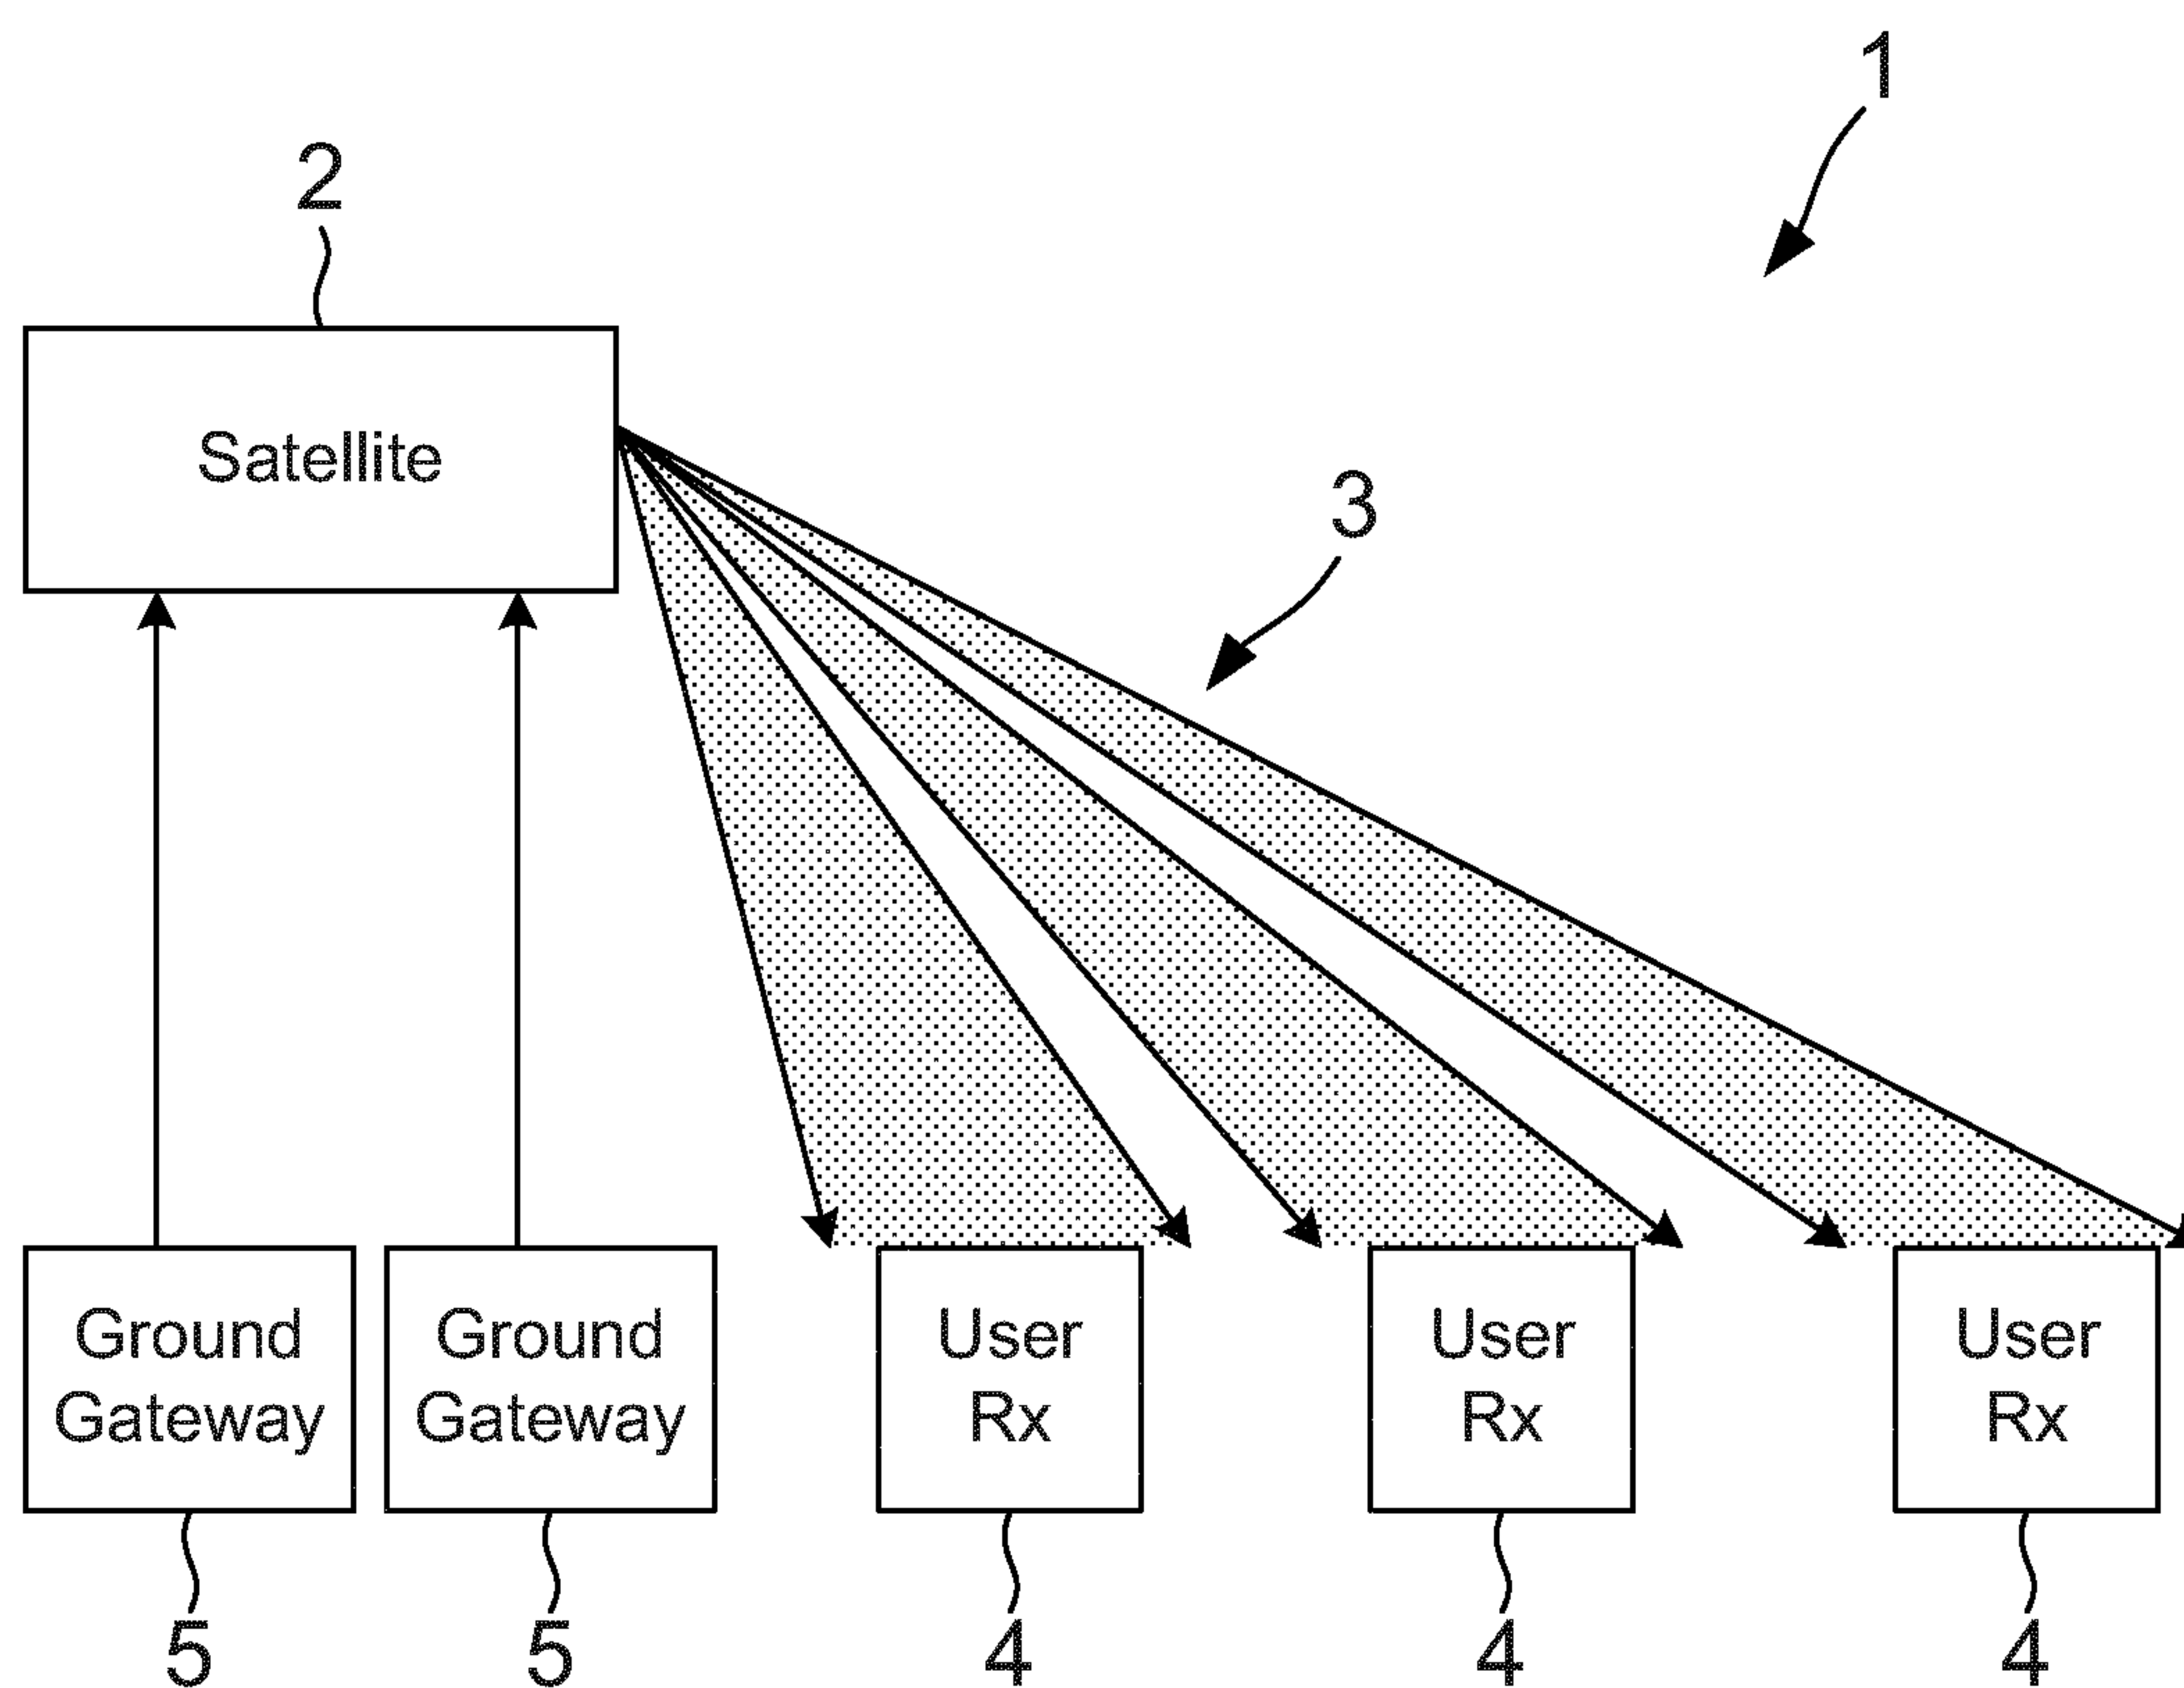 1
2
Satellite
3
Ground
Gateway
Ground
Gateway
User
Rx
User
Rx
User
Rx
5
5
4
4
4